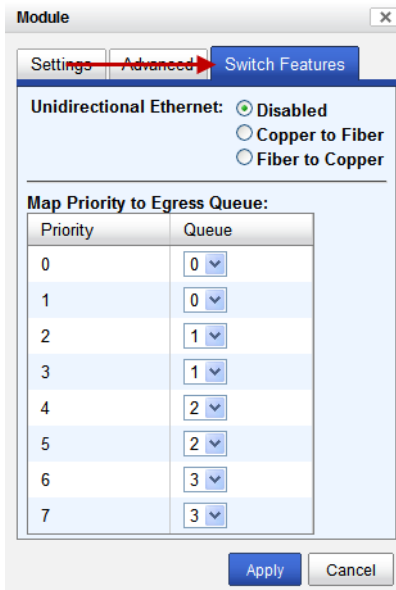 Module
Settings Advanced Switch Features
Unidirectional Ethernet: Disabled
Copper to Fiber
Fiber to Copper
Map Priority to Egress Queue:
Priority Queue
0 0
1 0
2 1
3 1
4 2
5 2
6 3
7 3
Apply Cancel